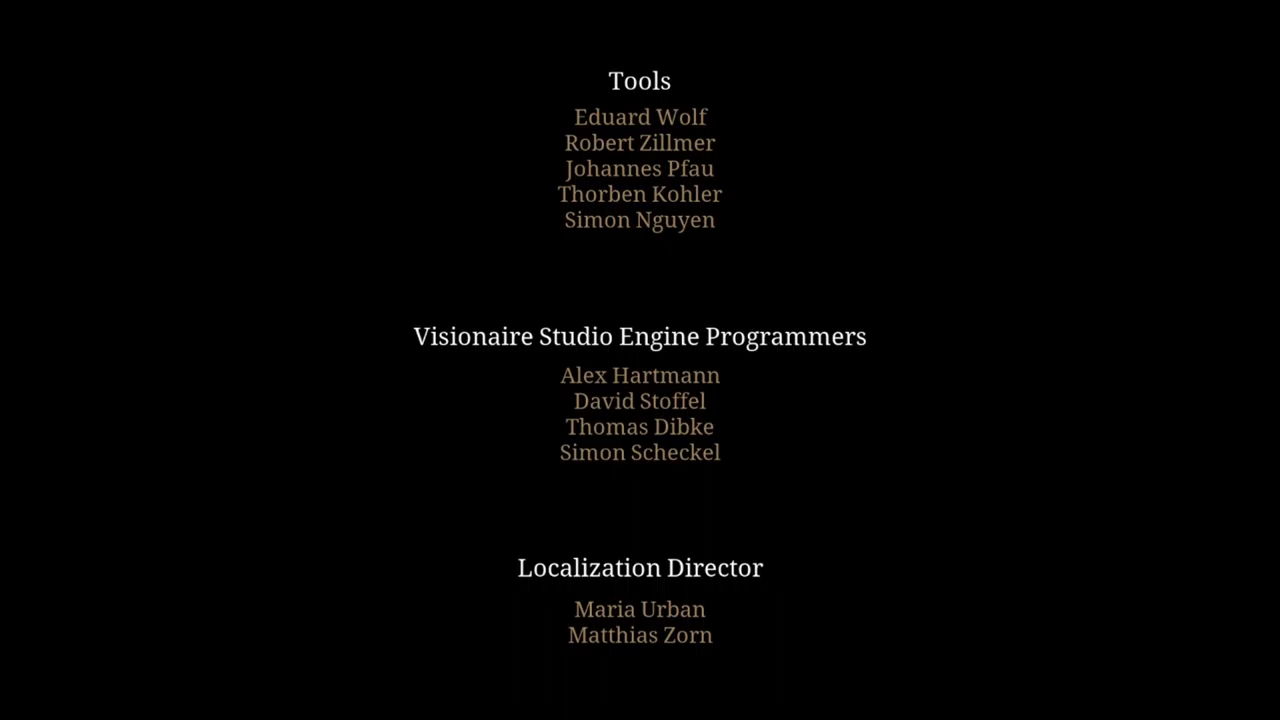 Tools
Eduard Wolf
Robert Zillmer
Johannes Pfau
Thorben Kohler
Simon Nguyen
Visionaire Studio Engine Programmers
Alex Hartmann
David Stoffel
Thomas Dibke
Simon Scheckel
Localization Director
Maria Urban
Matthias Zorn